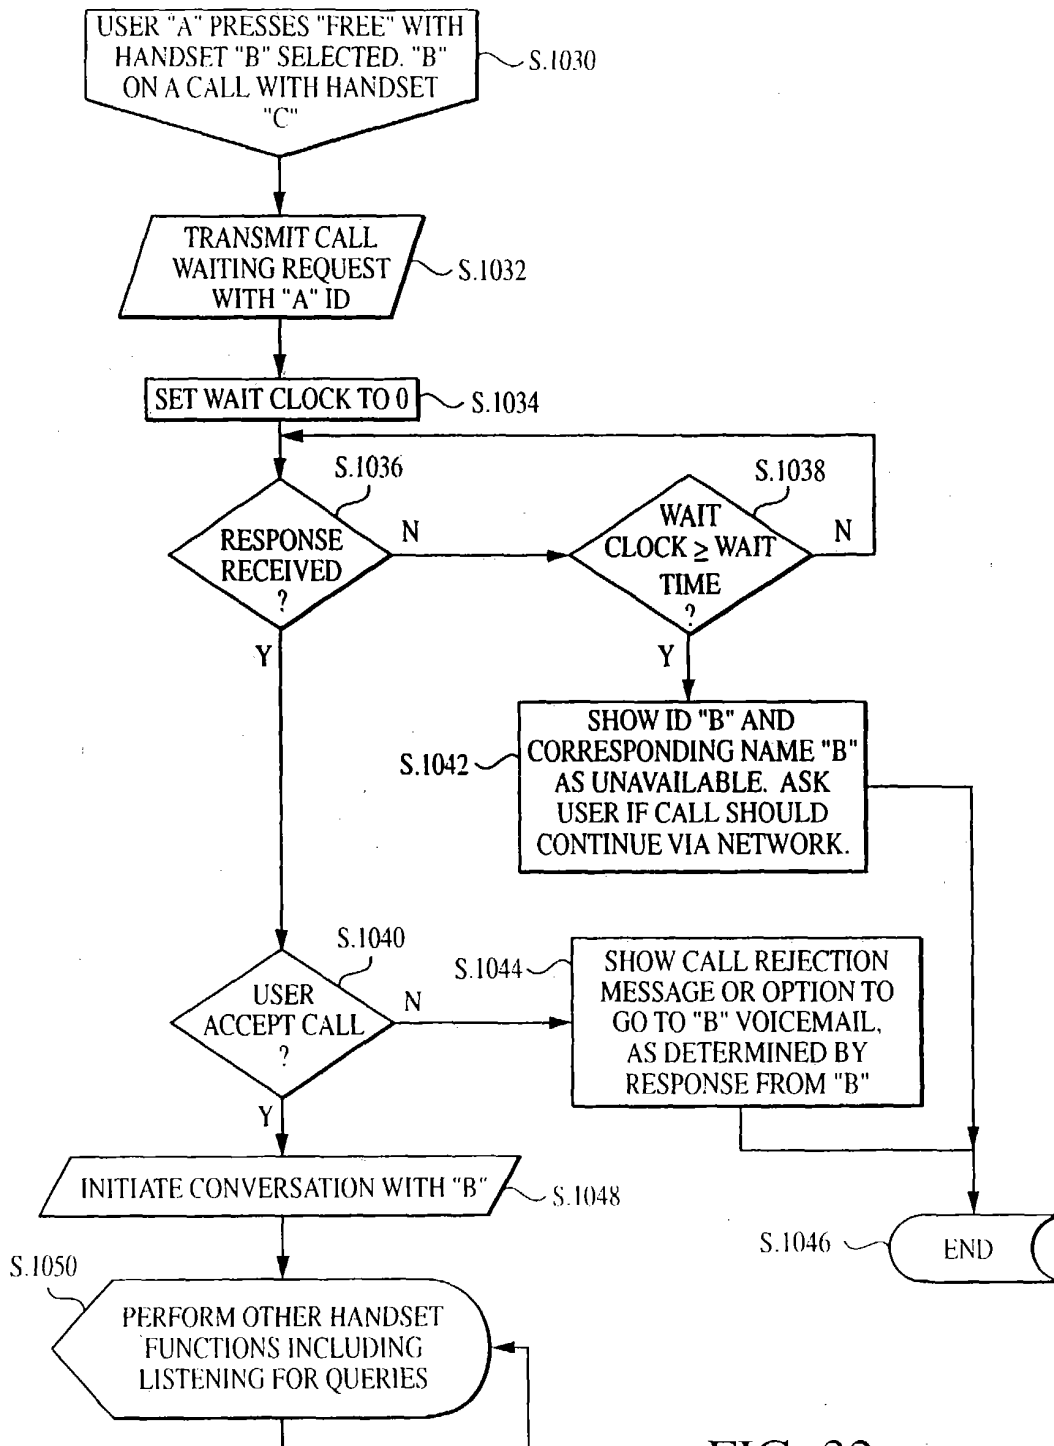 USER "A" PRESSES "FREE" WITH
HANDSET "B" SELECTED. "B"
ON A CALL WITH HANDSET
"C"
S.1030
TRANSMIT CALL
WAITING REQUEST
WITH "A" ID
S.1032
SET WAIT CLOCK TO 0
S.1034
S.1036
RESPONSE
RECEIVED
?
N
Y
S.1038
WAIT
CLOCK ≥ WAIT
TIME
?
N
Y
S.1042
SHOW ID "B" AND
CORRESPONDING NAME "B"
AS UNAVAILABLE. ASK
USER IF CALL SHOULD
CONTINUE VIA NETWORK.
S.1040
USER
ACCEPT CALL
?
N
Y
S.1044
SHOW CALL REJECTION
MESSAGE OR OPTION TO
GO TO "B" VOICEMAIL,
AS DETERMINED BY
RESPONSE FROM "B"
INITIATE CONVERSATION WITH "B"
S.1048
S.1046
END
S.1050
PERFORM OTHER HANDSET
FUNCTIONS INCLUDING
LISTENING FOR QUERIES